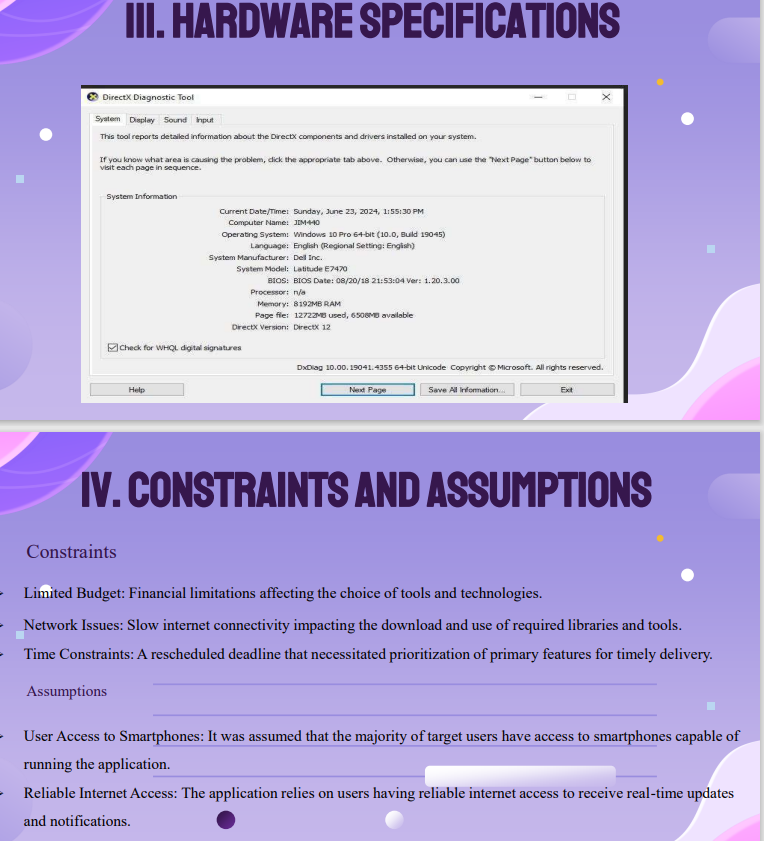 III. HARDWARE SPECIFICATIONS
DirectX Diagnostic Tool
System Display Sound Input
This tool reports detailed information about the DirectX components and drivers installed on your system.
If you know what area is causing the problem, click the appropriate tab above. Otherwise, you can use the "Next Page" button below to
visit each page in sequence.
System Information
Current Date/Time: Sunday, June 23, 2024, 1:55:30 PM
Computer Name: JIM440
Operating System: Windows 10 Pro 64-bit (10.0, Build 19045)
Language: English (Regional Setting: English)
System Manufacturer: Dell Inc.
System Model: Latitude E7470
BIOS: BIOS Date: 08/20/18 21:53:04 Ver: 1.20.3.00
Processor: n/a
Memory: 8192MB RAM
Page file: 12722MB used, 6508MB available
DirectX Version: DirectX 12
Check for WHQL digital signatures
DxDiag 10.00.19041.4355 64-bit Unicode Copyright © Microsoft. All rights reserved.
Help Next Page Save All Information... Exit
IV. CONSTRAINTS AND ASSUMPTIONS
Constraints
Limited Budget: Financial limitations affecting the choice of tools and technologies.
Network Issues: Slow internet connectivity impacting the download and use of required libraries and tools.
Time Constraints: A rescheduled deadline that necessitated prioritization of primary features for timely delivery.
Assumptions
User Access to Smartphones: It was assumed that the majority of target users have access to smartphones capable of
running the application.
Reliable Internet Access: The application relies on users having reliable internet access to receive real-time updates
and notifications.